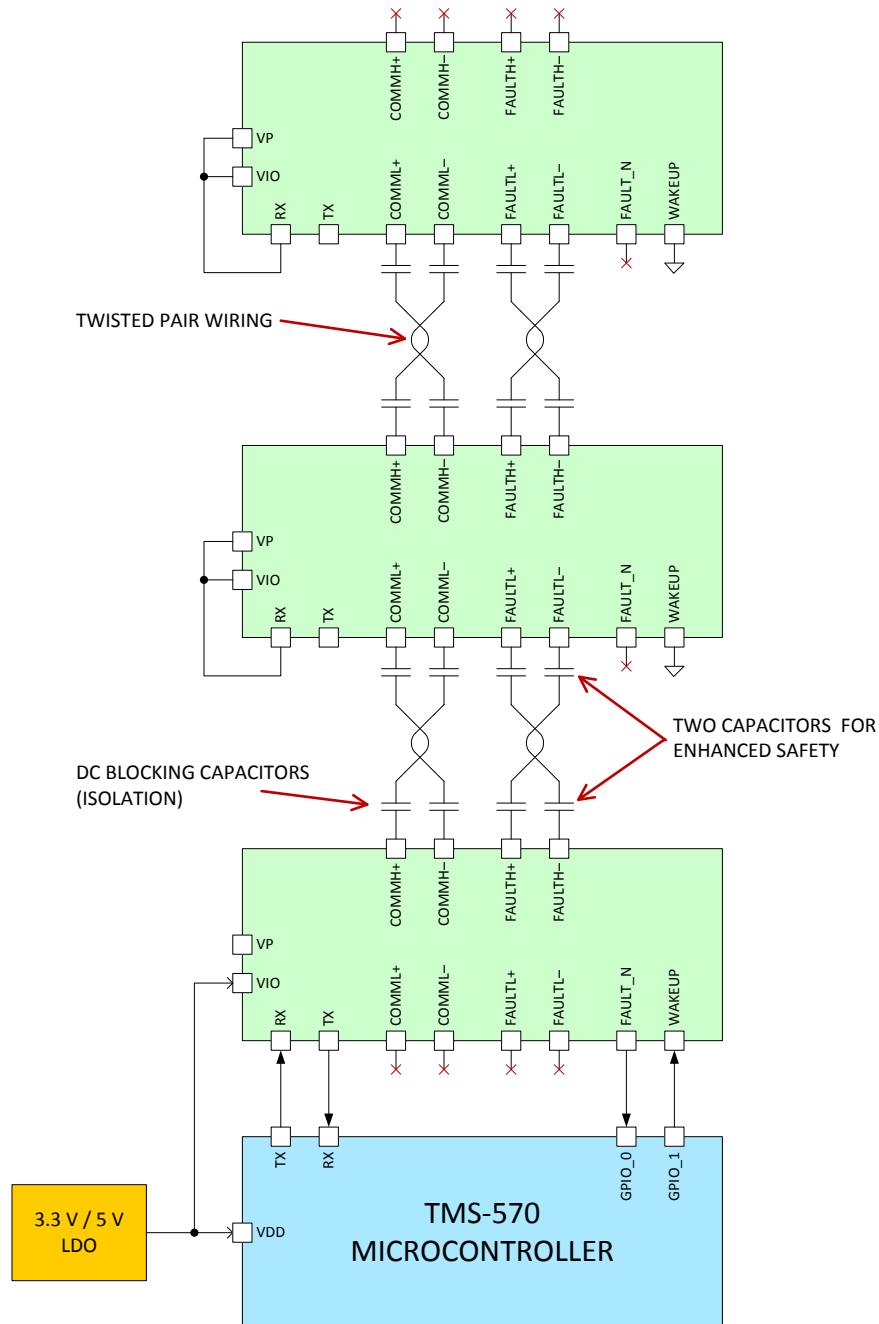 COMMH+
COMMH–
FAULTH+
FAULTH–
VP
VIO
RX
TX
COMML+
COMML–
FAULTL+
FAULTL–
FAULT_N
WAKEUP
TWISTED PAIR WIRING
COMMH+
COMMH–
FAULTH+
FAULTH–
VP
VIO
RX
TX
COMML+
COMML–
FAULTL+
FAULTL–
FAULT_N
WAKEUP
TWO CAPACITORS FOR
ENHANCED SAFETY
DC BLOCKING CAPACITORS
(ISOLATION)
COMMH+
COMMH–
FAULTH+
FAULTH–
VP
VIO
RX
TX
COMML+
COMML–
FAULTL+
FAULTL–
FAULT_N
WAKEUP
TX
RX
GPIO_0
GPIO_1
3.3 V / 5 V
LDO
VDD
TMS-570
MICROCONTROLLER